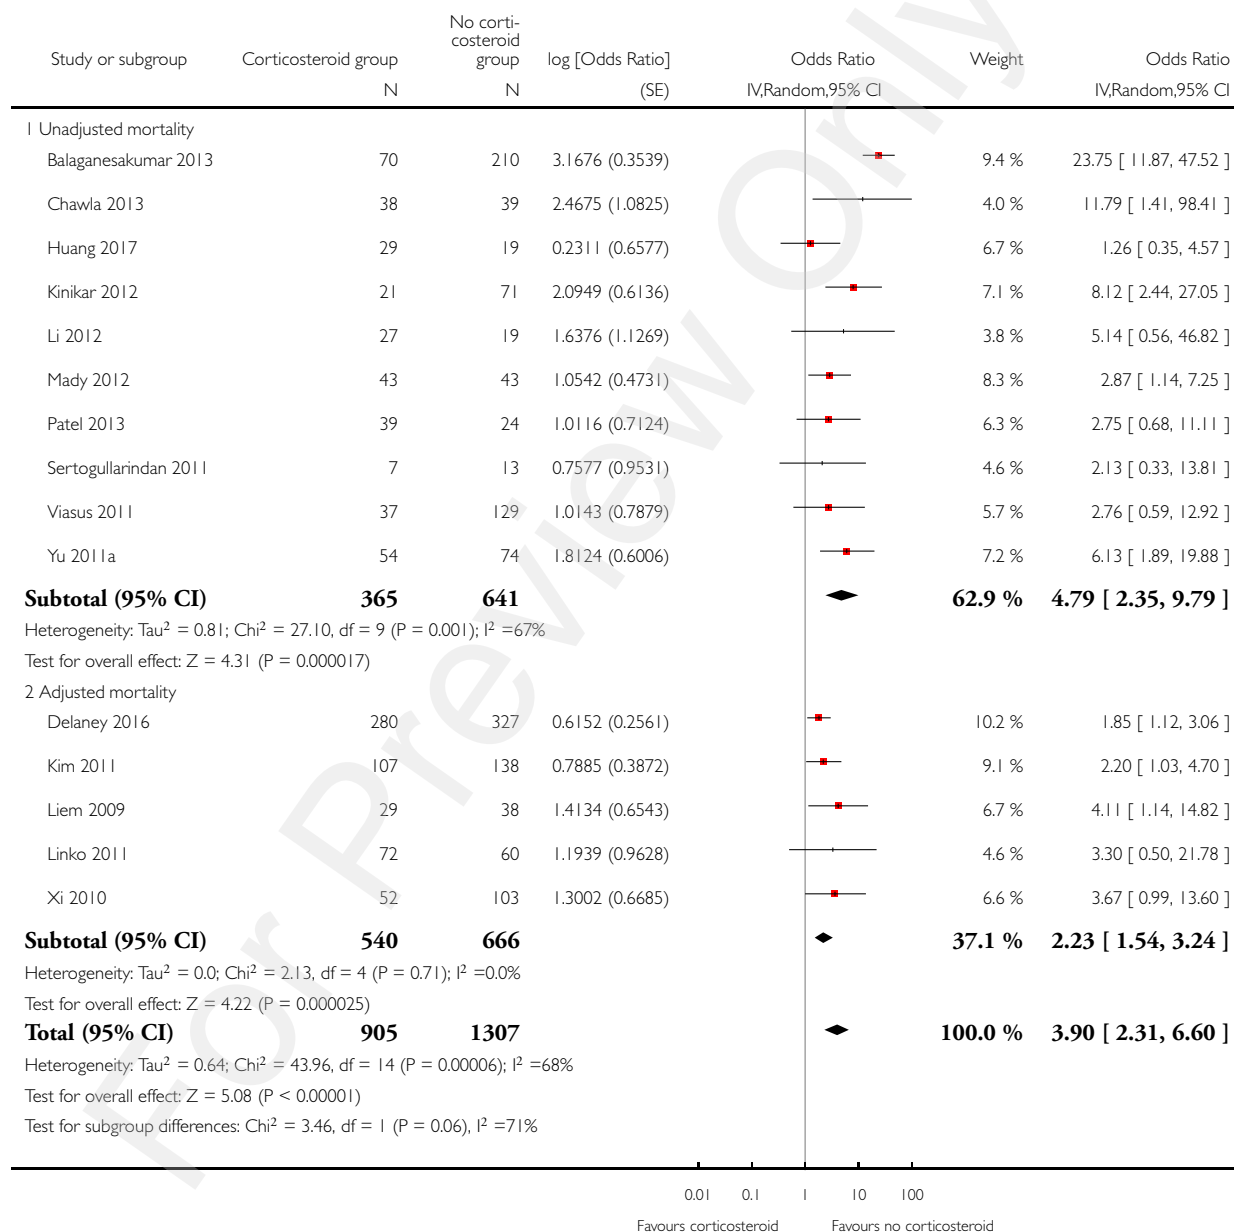 No corti-
costeroid
Study or subgroup Corticosteroid group group log [Odds Ratio] Odds Ratio Weight Odds Ratio
N N (SE) IV,Random,95% CI IV,Random,95% CI
1 Unadjusted mortality
Balaganesakumar 2013 70 210 3.1676 (0.3539) 9.4 % 23.75 [ 11.87, 47.52 ]
Chawla 2013 38 39 2.4675 (1.0825) 4.0 % 11.79 [ 1.41, 98.41 ]
Huang 2017 29 19 0.2311 (0.6577) 6.7 % 1.26 [ 0.35, 4.57 ]
Kinikar 2012 21 71 2.0949 (0.6136) 7.1 % 8.12 [ 2.44, 27.05 ]
Li 2012 27 19 1.6376 (1.1269) 3.8 % 5.14 [ 0.56, 46.82 ]
Mady 2012 43 43 1.0542 (0.4731) 8.3 % 2.87 [ 1.14, 7.25 ]
Patel 2013 39 24 1.0116 (0.7124) 6.3 % 2.75 [ 0.68, 11.11 ]
Sertogullarindan 2011 7 13 0.7577 (0.9531) 4.6 % 2.13 [ 0.33, 13.81 ]
Viasus 2011 37 129 1.0143 (0.7879) 5.7 % 2.76 [ 0.59, 12.92 ]
Yu 2011a 54 74 1.8124 (0.6006) 7.2 % 6.13 [ 1.89, 19.88 ]
Subtotal (95% CI) 365 641 62.9 % 4.79 [ 2.35, 9.79 ]
Heterogeneity: Tau² = 0.81; Chi² = 27.10, df = 9 (P = 0.001); I² =67%
Test for overall effect: Z = 4.31 (P = 0.000017)
2 Adjusted mortality
Delaney 2016 280 327 0.6152 (0.2561) 10.2 % 1.85 [ 1.12, 3.06 ]
Kim 2011 107 138 0.7885 (0.3872) 9.1 % 2.20 [ 1.03, 4.70 ]
Liem 2009 29 38 1.4134 (0.6543) 6.7 % 4.11 [ 1.14, 14.82 ]
Linko 2011 72 60 1.1939 (0.9628) 4.6 % 3.30 [ 0.50, 21.78 ]
Xi 2010 52 103 1.3002 (0.6685) 6.6 % 3.67 [ 0.99, 13.60 ]
Subtotal (95% CI) 540 666 37.1 % 2.23 [ 1.54, 3.24 ]
Heterogeneity: Tau² = 0.0; Chi² = 2.13, df = 4 (P = 0.71); I² =0.0%
Test for overall effect: Z = 4.22 (P = 0.000025)
Total (95% CI) 905 1307 100.0 % 3.90 [ 2.31, 6.60 ]
Heterogeneity: Tau² = 0.64; Chi² = 43.96, df = 14 (P = 0.00006); I² =68%
Test for overall effect: Z = 5.08 (P < 0.00001)
Test for subgroup differences: Chi² = 3.46, df = 1 (P = 0.06), I² =71%
0.01 0.1 1 10 100
Favours corticosteroid Favours no corticosteroid
For Preview Only